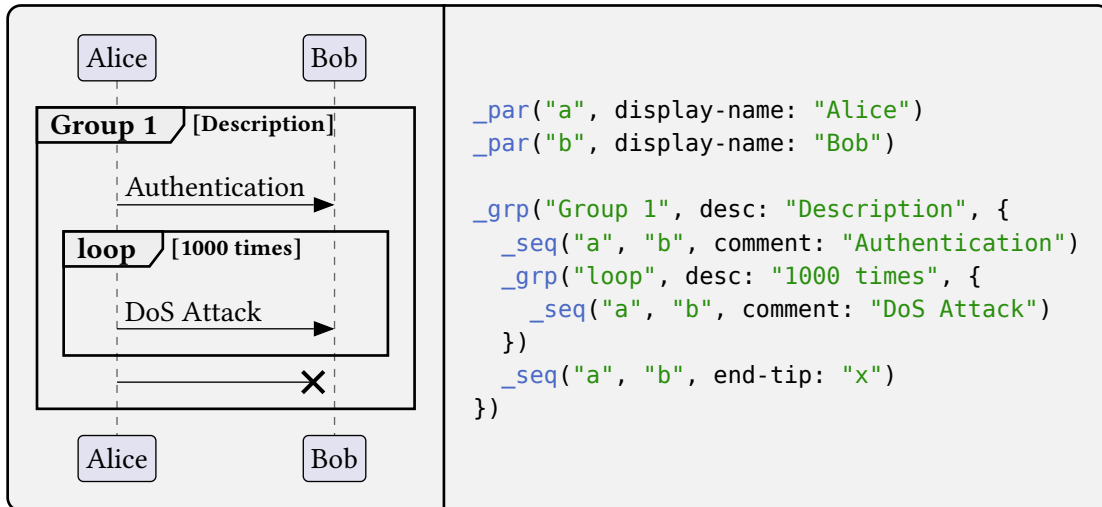 Alice
Bob
Group 1
[Description]
Authentication
loop
[1000 times]
DoS Attack
Alice
Bob
_par("a", display-name: "Alice")
_par("b", display-name: "Bob")
_grp("Group 1", desc: "Description", {
  _seq("a", "b", comment: "Authentication")
  _grp("loop", desc: "1000 times", {
    _seq("a", "b", comment: "DoS Attack")
  })
  _seq("a", "b", end-tip: "x")
})